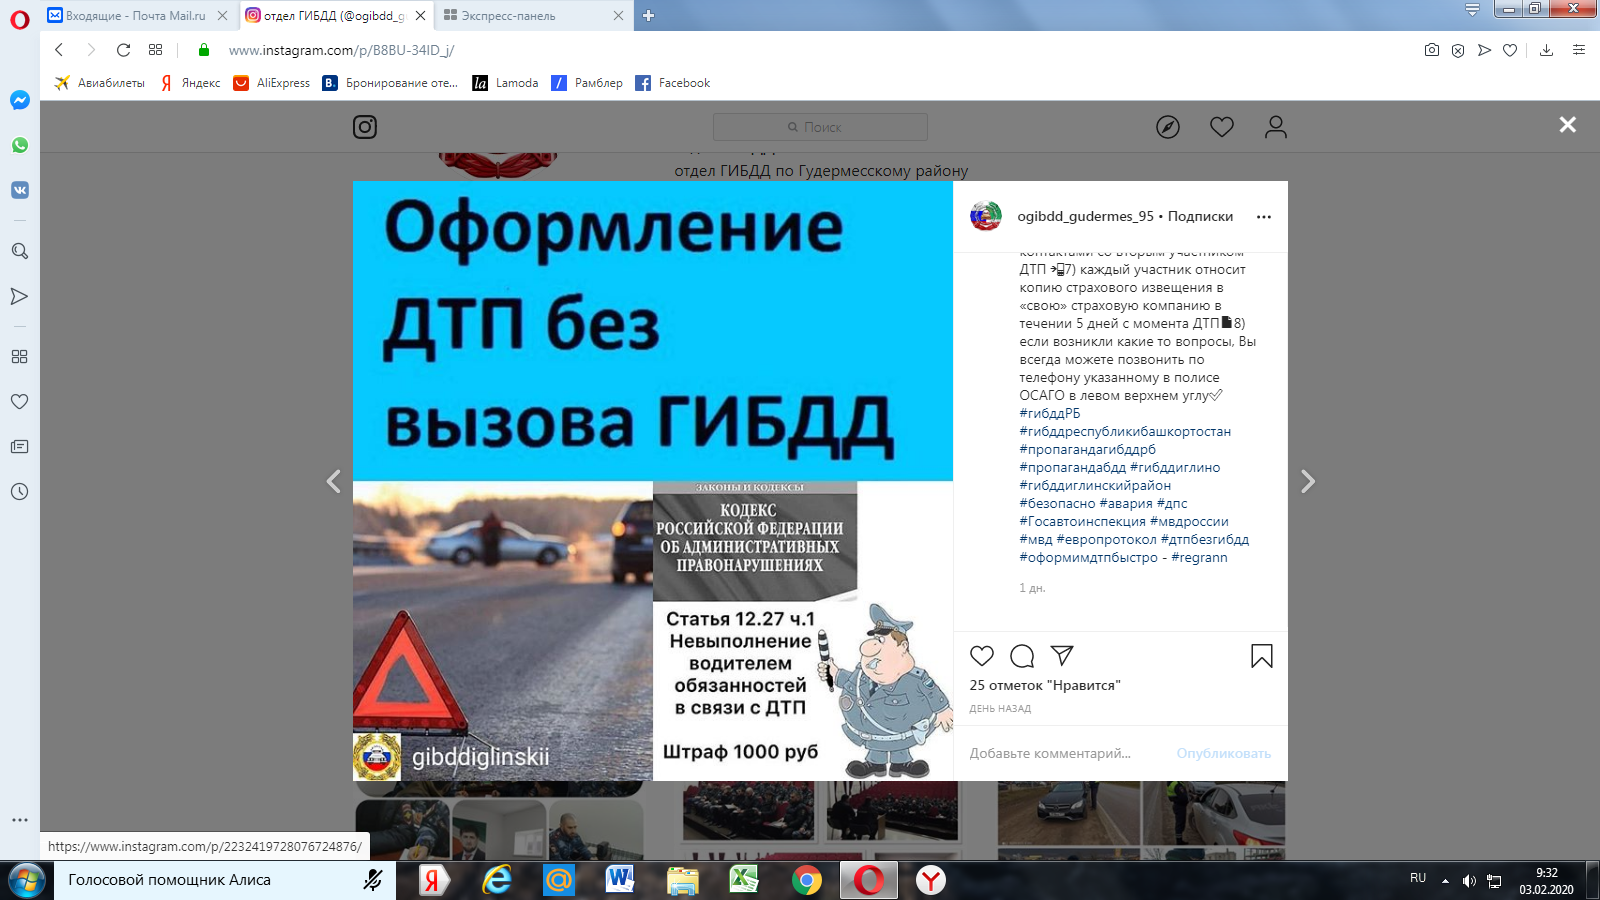 Входящие - Почта Mail.ru
отдел ГИБДД (@ogibdd_g
Экспресс-панель
www.instagram.com/p/B8BU-34ID_j/
Авиабилеты
Яндекс
AliExpress
Бронирование оте...
Lamoda
Рамблер
Facebook
Поиск
отдел ГИБДД по Гудермесскому району
Оформление
ДТП без
вызова ГИБДД
ЗАКОНЫ И КОДЕКСЫ
КОДЕКС
РОССИЙСКОЙ ФЕДЕРАЦИИ
ОБ АДМИНИСТРАТИВНЫХ
ПРАВОНАРУШЕНИЯХ
Статья 12.27 ч.1
Невыполнение
водителем
обязанностей
в связи с ДТП
Штраф 1000 руб
gibddiglinskii
ogibdd_gudermes_95 • Подписки
контактами со вторым участником
ДТП 📲7) каждый участник относит
копию страхового извещения в
«свою» страховую компанию в
течении 5 дней с момента ДТП 8)
если возникли какие то вопросы, Вы
всегда можете позвонить по
телефону указанному в полисе
ОСАГО в левом верхнем углу✅
#гибддРБ
#гибддреспубликибашкортостан
#пропагандагибддрб
#пропагандабдд #гибддиглино
#гибддиглинскийрайон
#безопасно #авария #дпс
#Госавтоинспекция #мвдроссии
#мвд #европротокол #дтпбезгибдд
#оформимдтпбыстро - #regrann
1 дн.
25 отметок "Нравится"
ДЕНЬ НАЗАД
Добавьте комментарий...
Опубликовать
https://www.instagram.com/p/2232419728076724876/
Голосовой помощник Алиса
RU
9:32
03.02.2020